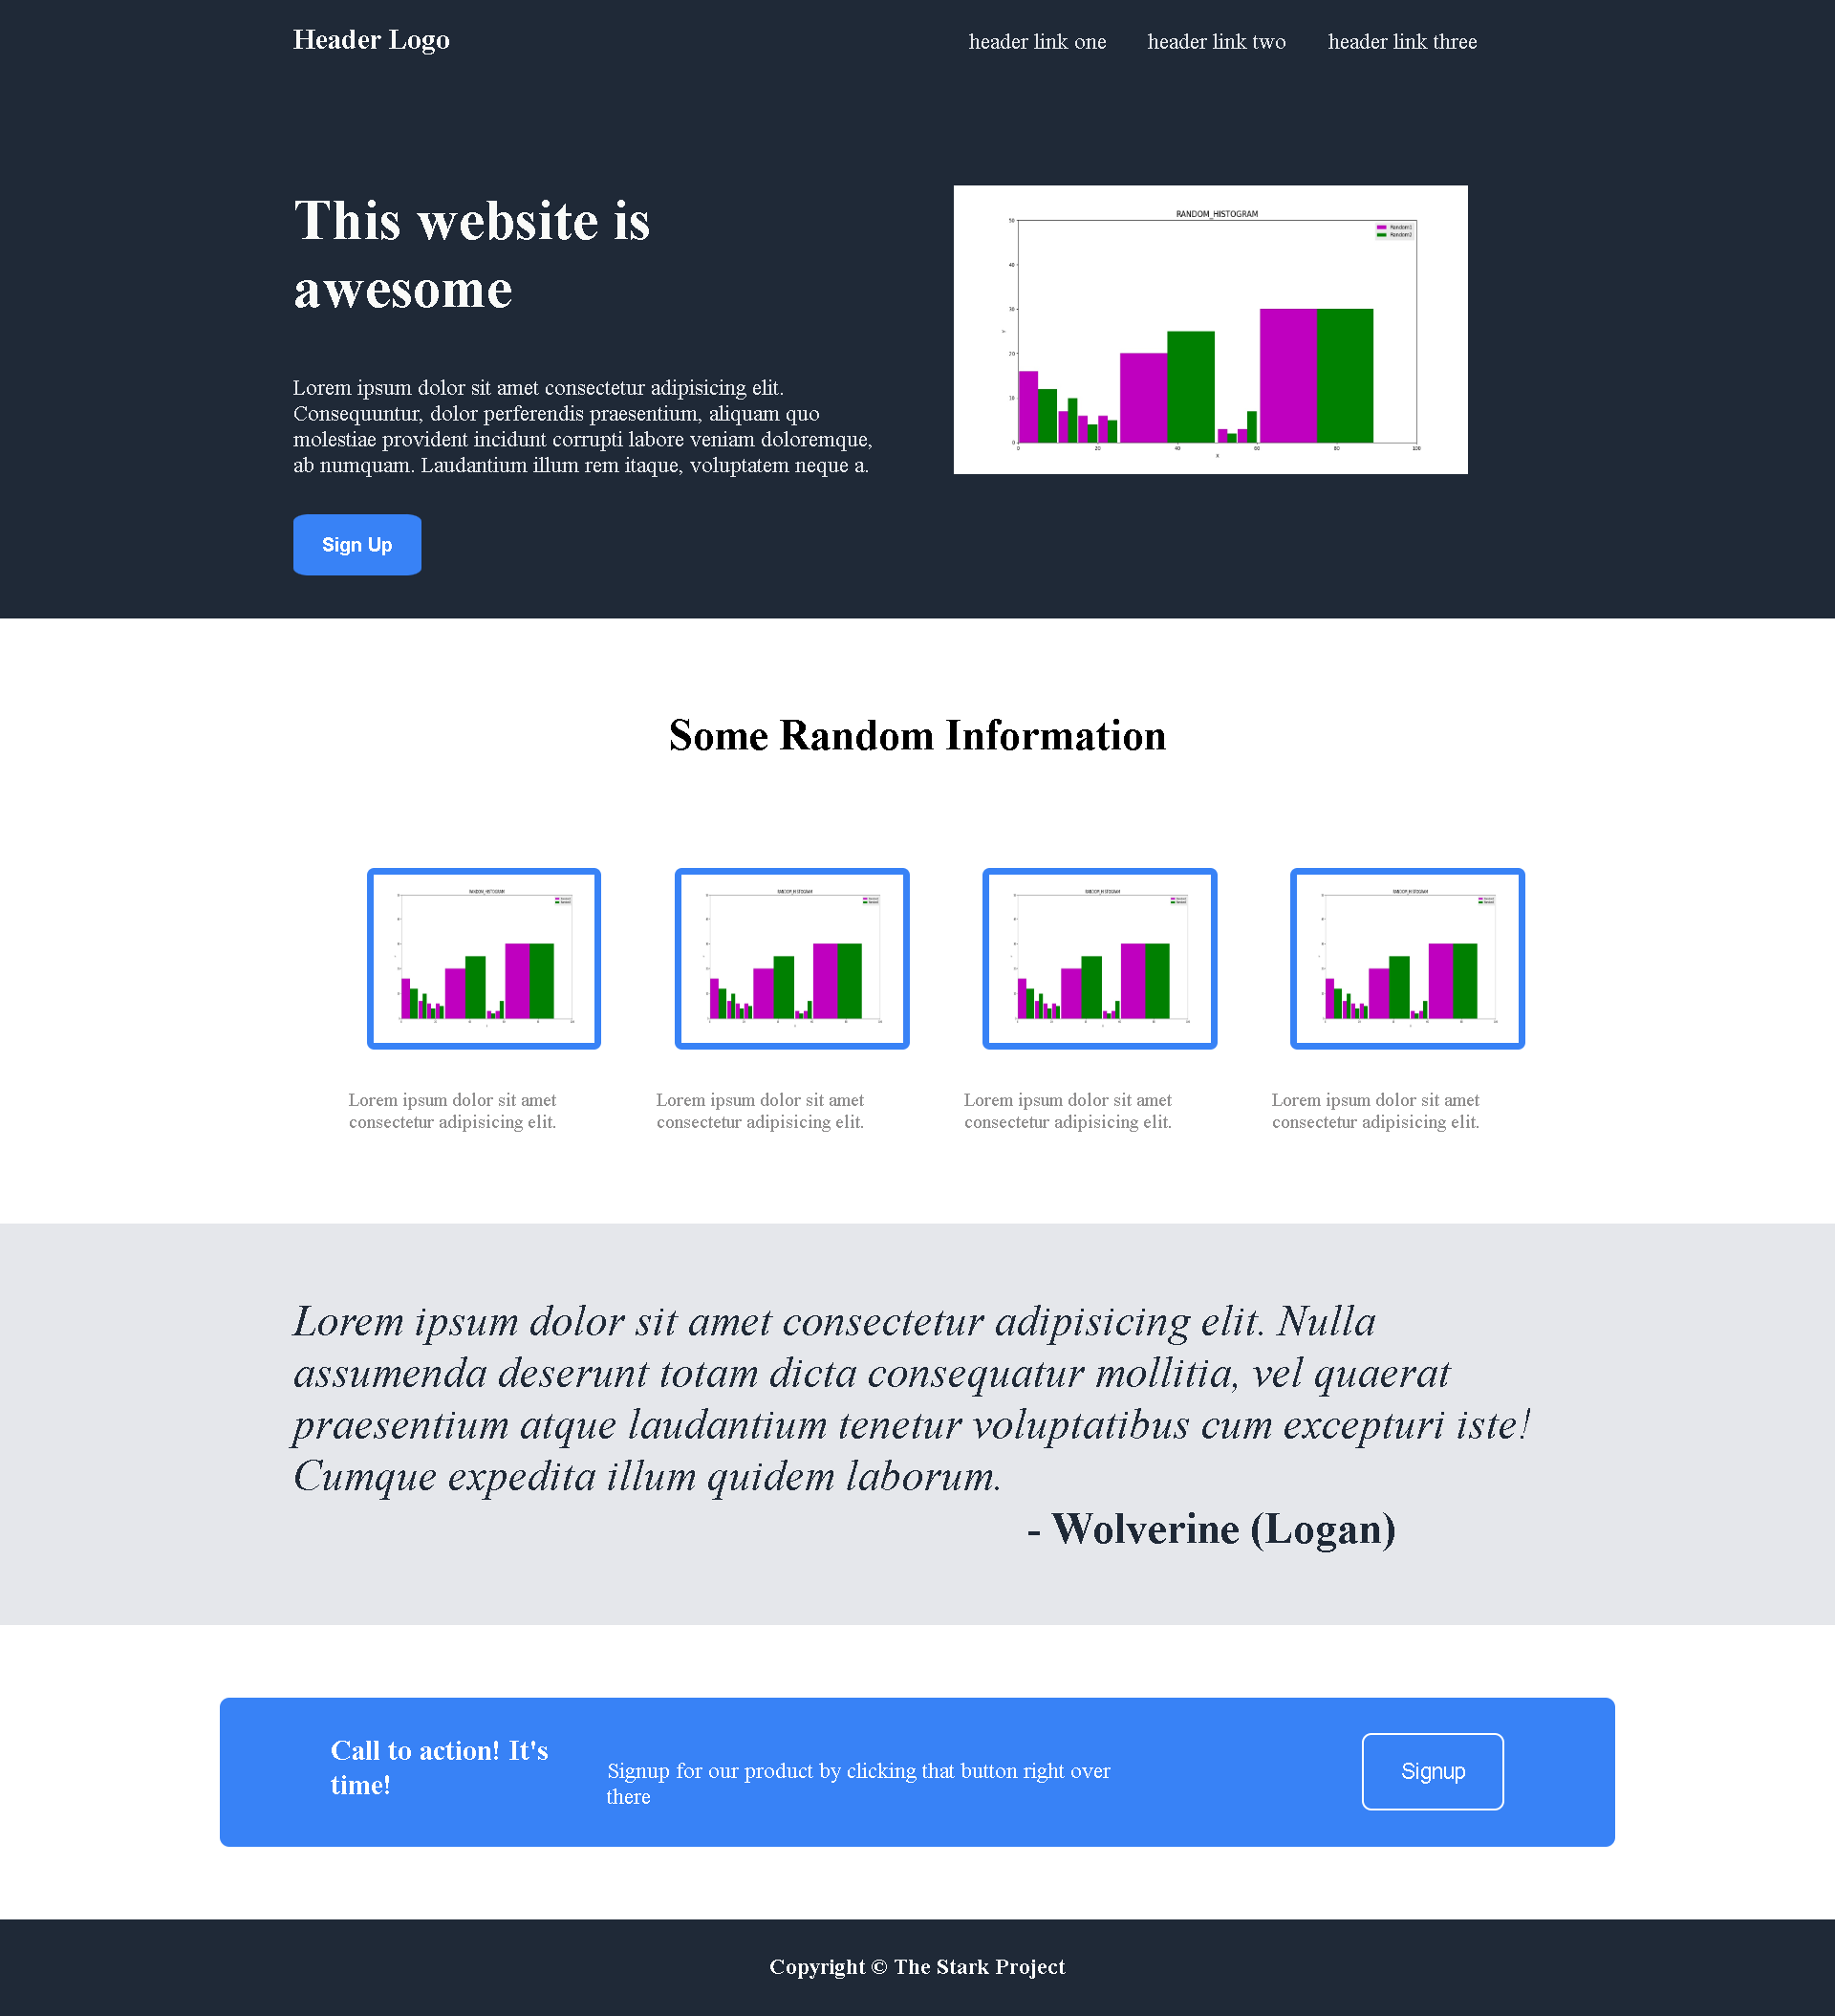 Header Logo
header link one header link two header link three
This website is
awesome
Lorem ipsum dolor sit amet consectetur adipisicing elit.
Consequuntur, dolor perferendis praesentium, aliquam quo
molestiae provident incidunt corrupti labore veniam doloremque,
ab numquam. Laudantium illum rem itaque, voluptatem neque a.
Sign Up
RANDOM_HISTOGRAM
Random1
Random2
50
40
30
20
10
0
0 20 40 60 80 100
Some Random Information
RANDOM_HISTOGRAM RANDOM_HISTOGRAM RANDOM_HISTOGRAM RANDOM_HISTOGRAM
Lorem ipsum dolor sit amet
consectetur adipisicing elit.
Lorem ipsum dolor sit amet
consectetur adipisicing elit.
Lorem ipsum dolor sit amet
consectetur adipisicing elit.
Lorem ipsum dolor sit amet
consectetur adipisicing elit.
Lorem ipsum dolor sit amet consectetur adipisicing elit. Nulla
assumenda deserunt totam dicta consequatur mollitia, vel quaerat
praesentium atque laudantium tenetur voluptatibus cum excepturi iste!
Cumque expedita illum quidem laborum.
- Wolverine (Logan)
Call to action! It's
time!
Signup for our product by clicking that button right over
there
Signup
Copyright © The Stark Project